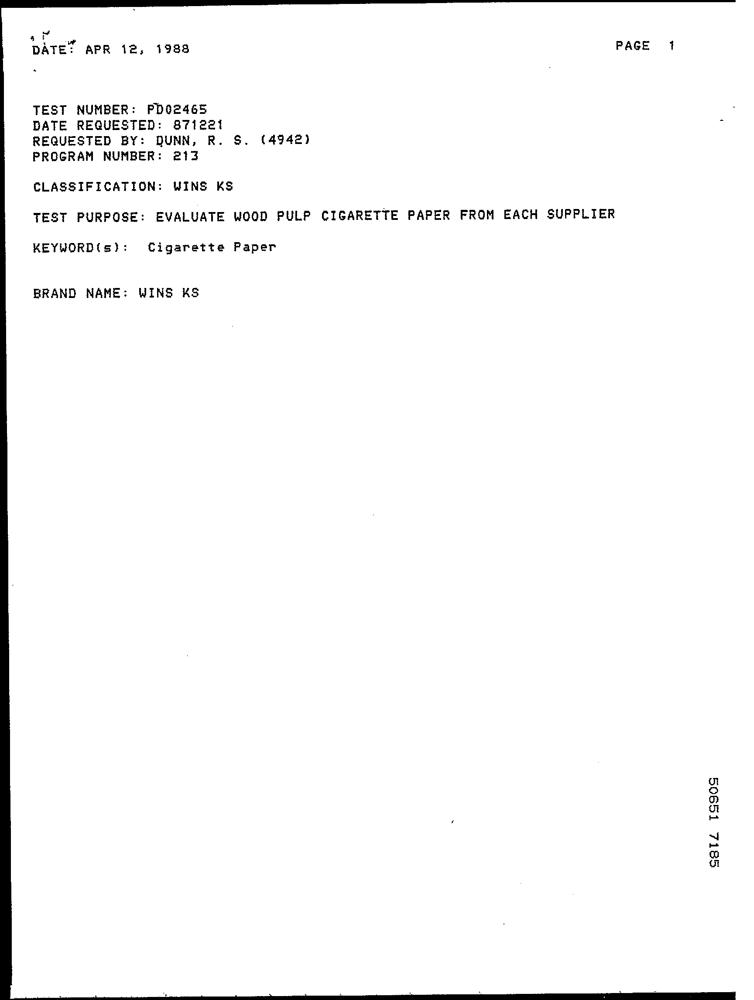 DATE: APR 12, 1988
PAGE 1
TEST NUMBER: PD02465
DATE REQUESTED: 871221
REQUESTED BY: DUNN, R. S. (4942)
PROGRAM NUMBER: 213
CLASSIFICATION: WINS KS
TEST PURPOSE: EVALUATE WOOD PULP CIGARETTE PAPER FROM EACH SUPPLIER
KEYWORD(s): Cigarette Paper
BRAND NAME: WINS KS
50651 7185